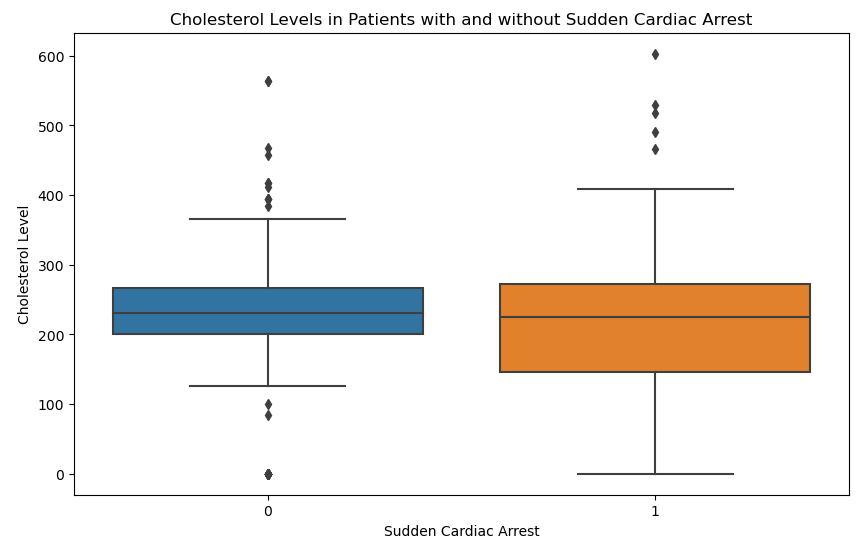 Cholesterol Levels in Patients with and without Sudden Cardiac Arrest
600
500
400
300
200
100
0
Cholesterol Level
0 1
Sudden Cardiac Arrest